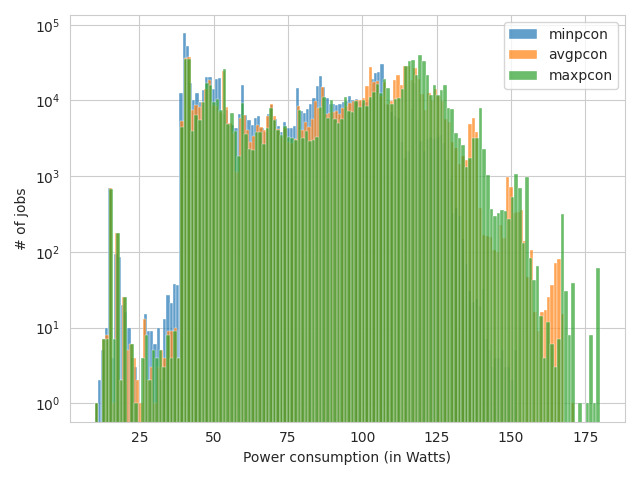 # of jobs
10⁵
10⁴
10³
10²
10¹
10⁰
minpcon
avgpcon
maxpcon
25 50 75 100 125 150 175
Power consumption (in Watts)